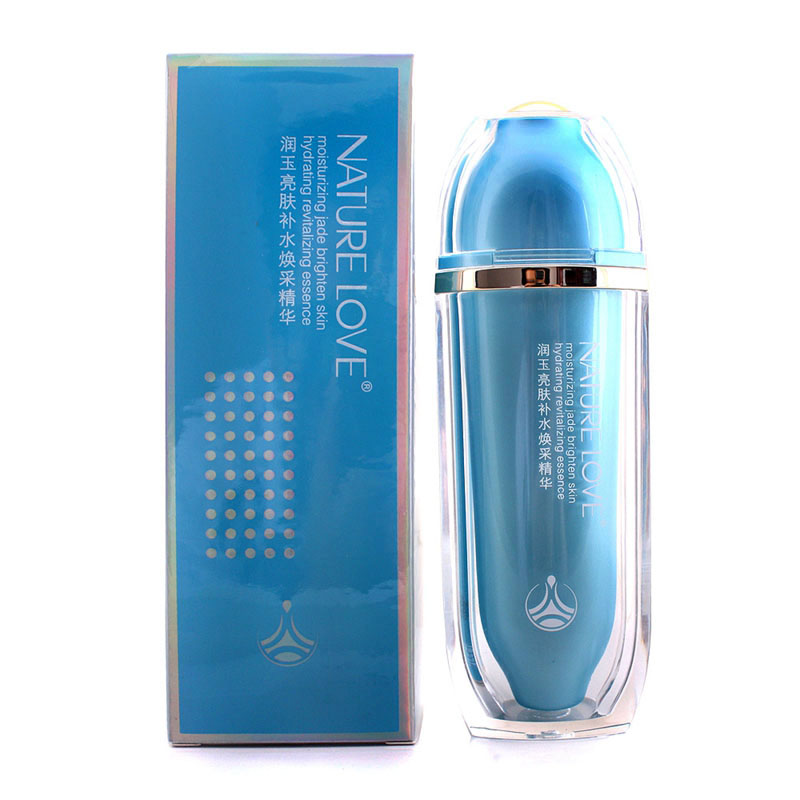 NATURE LOVE®
moisturizing jade brighten skin
hydrating revitalizing essence
润玉亮肤补水焕采精华
NATURE LOVE
moisturizing jade brighten skin
hydrating revitalizing essence
润玉亮肤补水焕采精华